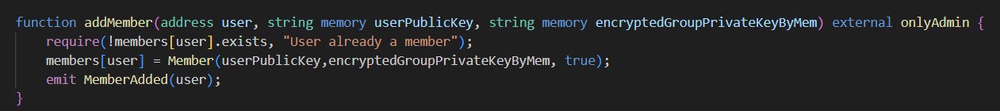 function addMember(address user, string memory userPublicKey, string memory encryptedGroupPrivateKeyByMem) external onlyAdmin {
    require(!members[user].exists, "User already a member");
    members[user] = Member(userPublicKey,encryptedGroupPrivateKeyByMem, true);
    emit MemberAdded(user);
}